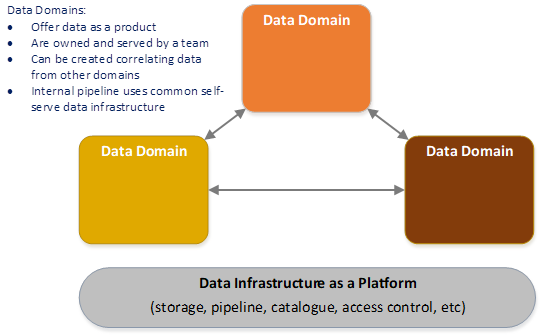 Data Domains:
• Offer data as a product
• Are owned and served by a team
• Can be created correlating data
from other domains
• Internal pipeline uses common self-
serve data infrastructure
Data Domain
Data Domain
Data Domain
Data Infrastructure as a Platform
(storage, pipeline, catalogue, access control, etc)